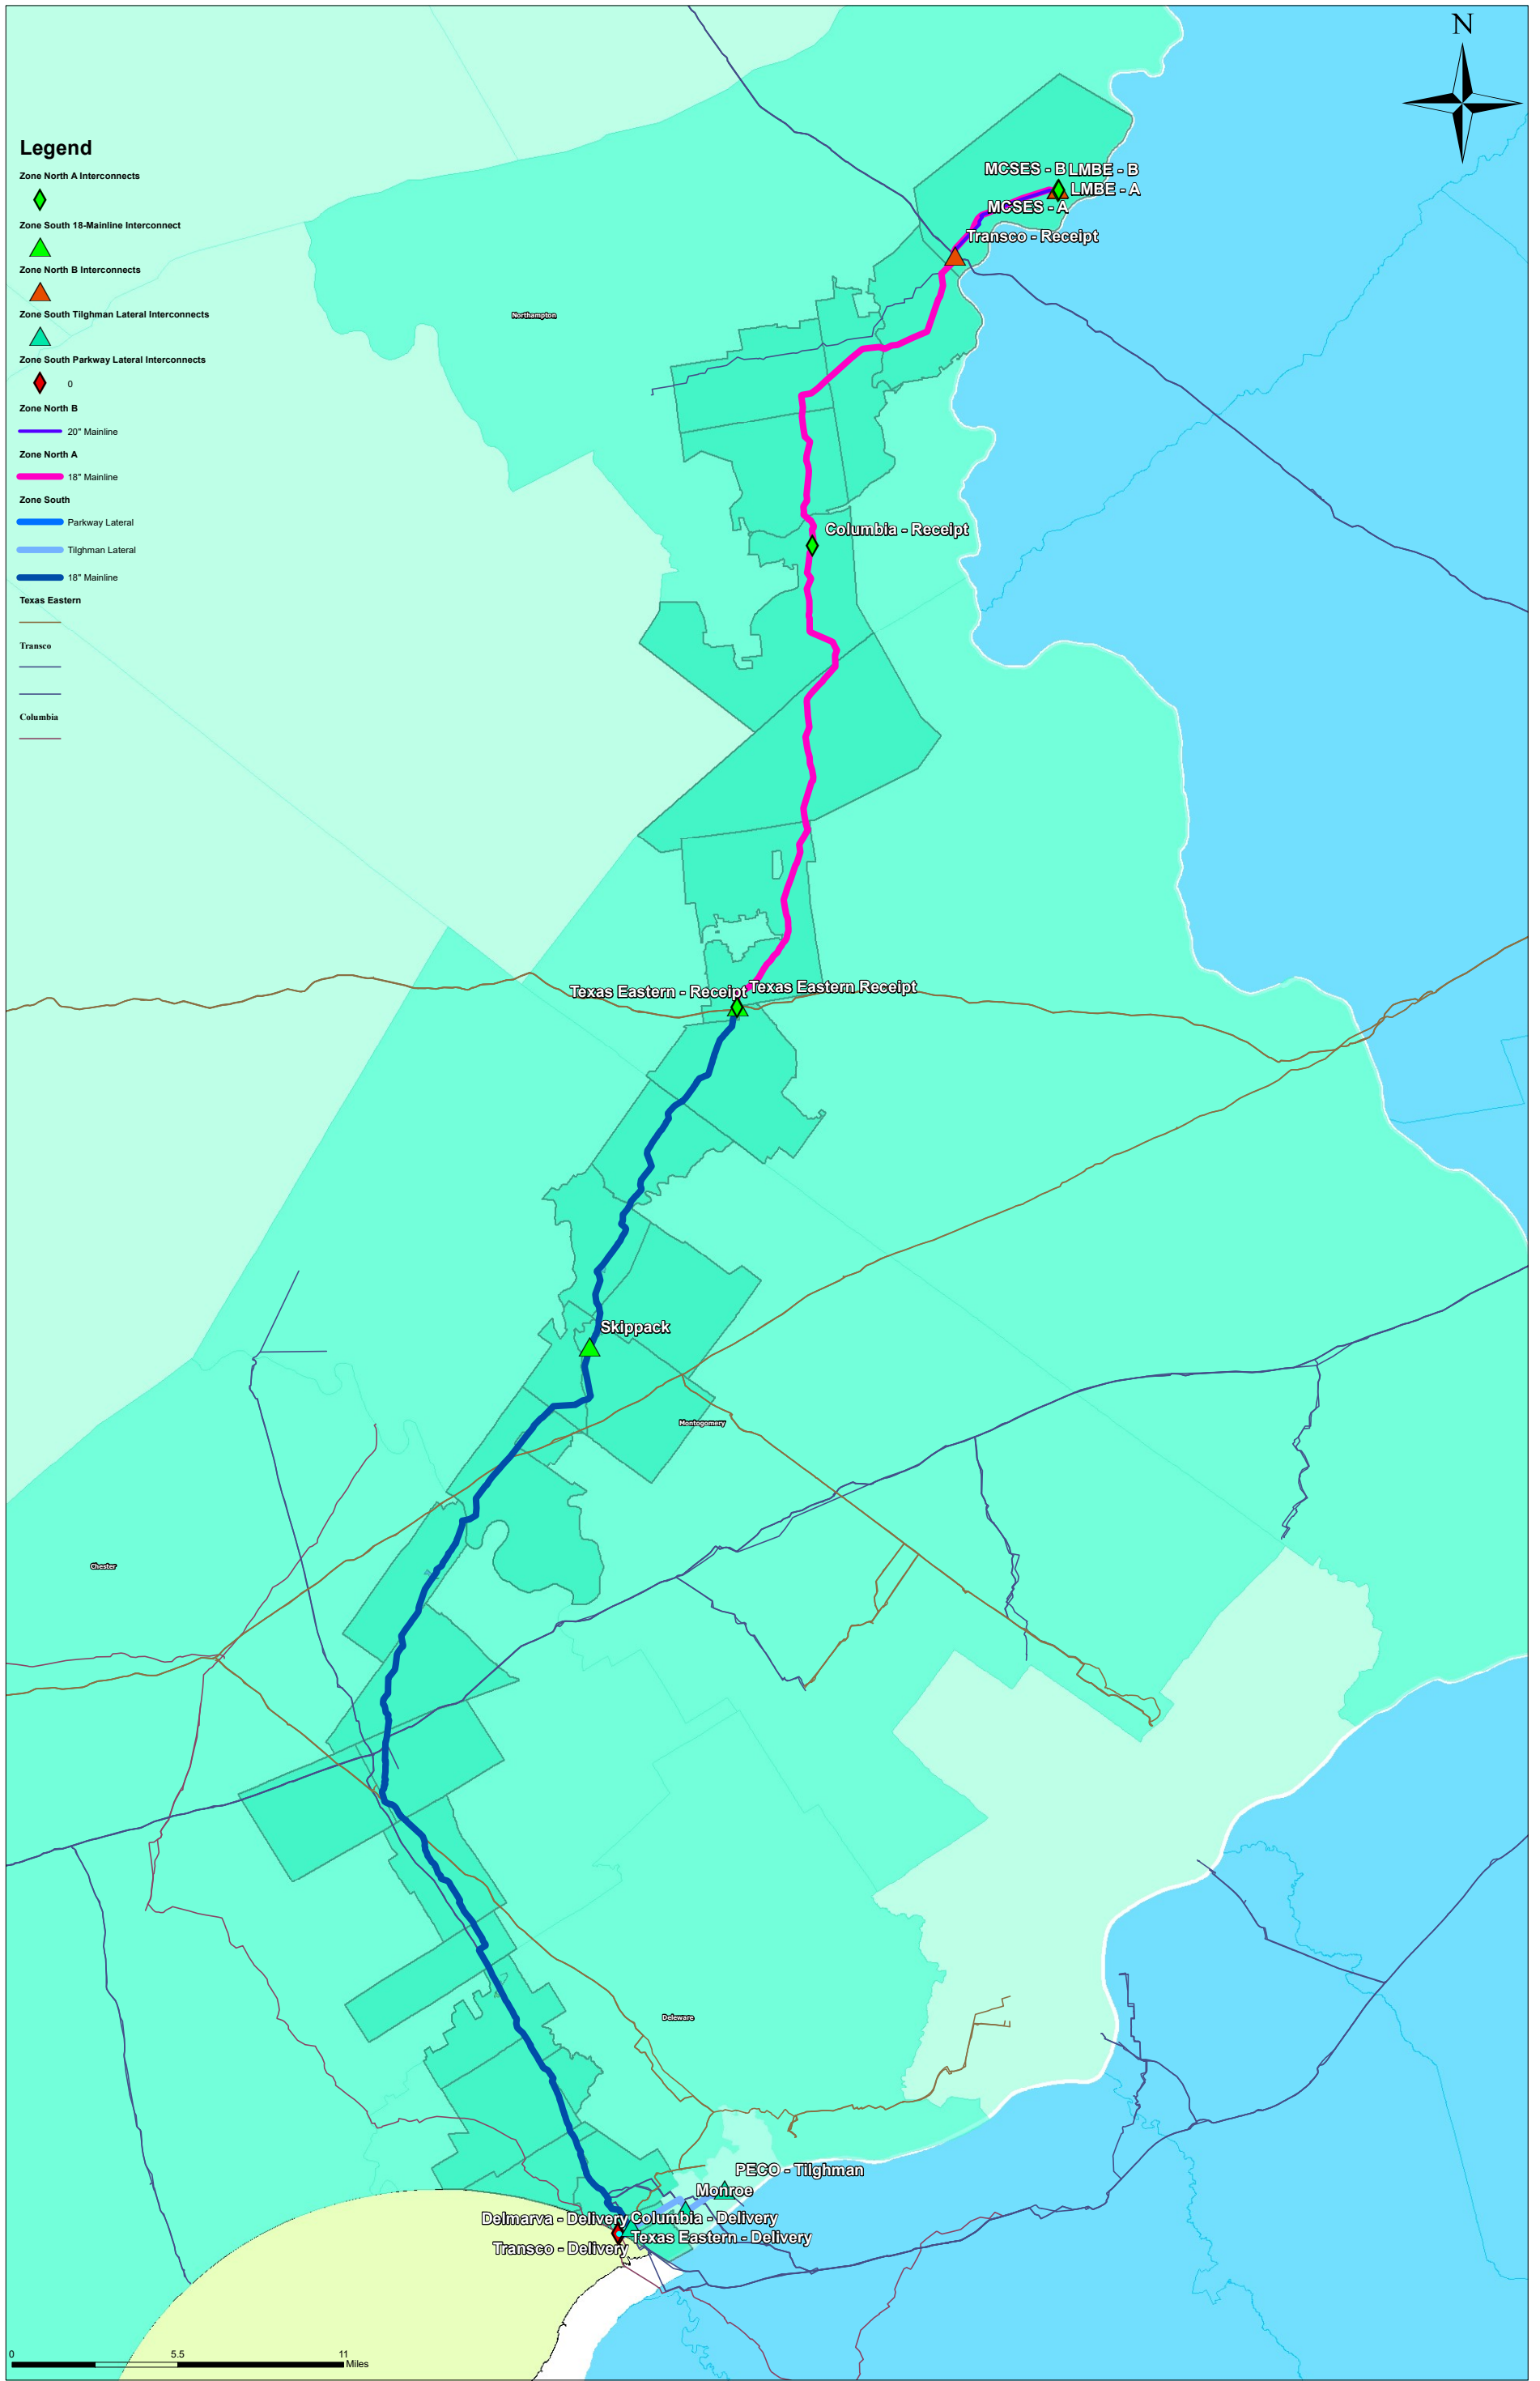 N
Legend
Zone North A Interconnects
Zone South 18-Mainline Interconnect
Zone North B Interconnects
Zone South Tilghman Lateral Interconnects
Zone South Parkway Lateral Interconnects
0
Zone North B
20" Mainline
Zone North A
18" Mainline
Zone South
Parkway Lateral
Tilghman Lateral
18" Mainline
Texas Eastern
Transco
Columbia
MCSES - B LMBE - B
LMBE - A
MCSES - A
Transco - Receipt
Northampton
Columbia - Receipt
Texas Eastern - Receipt Texas Eastern Receipt
Skippack
Montogomery
Chester
Deleware
PECO - Tilghman
Monroe
Delmarva - Delivery Columbia - Delivery
Texas Eastern - Delivery
Transco - Delivery
0 5.5 11
Miles